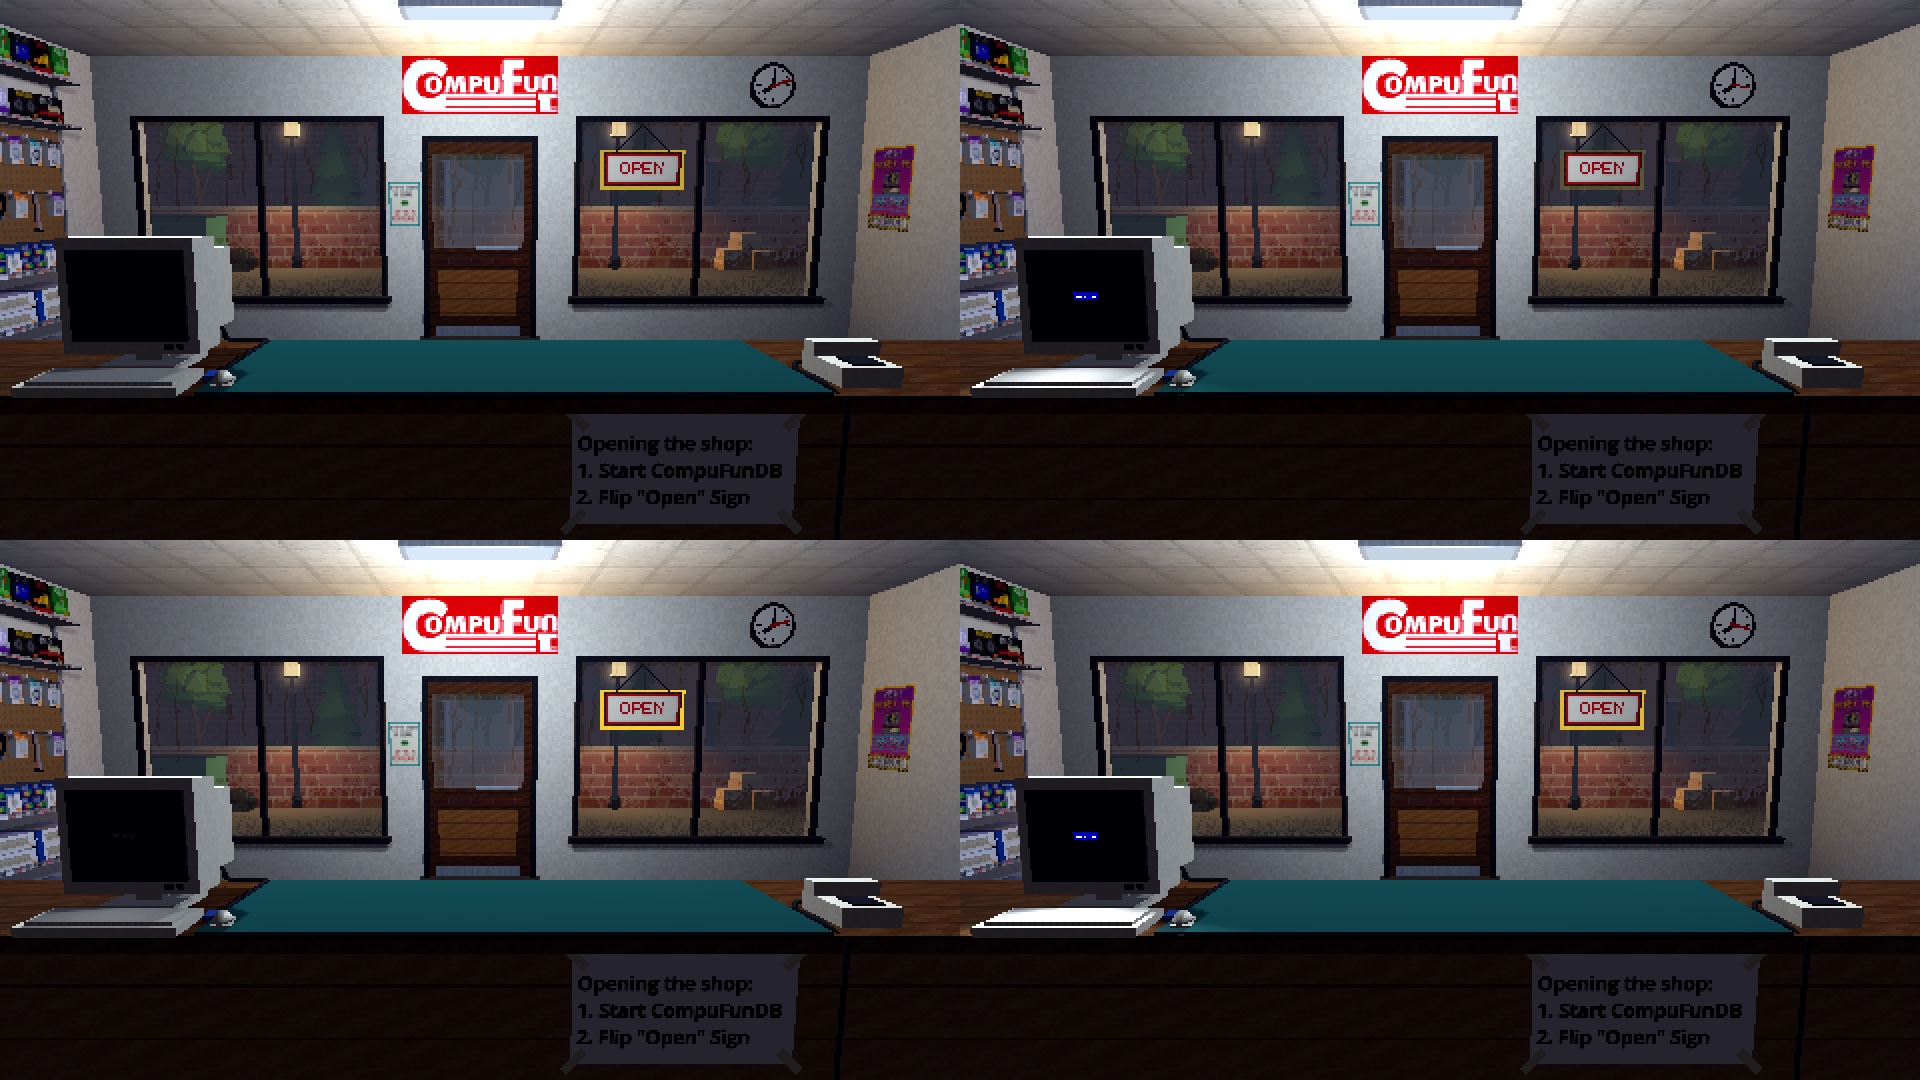 COMPUFUN
OPEN
Opening the shop:
1. Start CompuFunDB
2. Flip "Open" Sign
COMPUFUN
OPEN
Opening the shop:
1. Start CompuFunDB
2. Flip "Open" Sign
COMPUFUN
OPEN
Opening the shop:
1. Start CompuFunDB
2. Flip "Open" Sign
COMPUFUN
OPEN
Opening the shop:
1. Start CompuFunDB
2. Flip "Open" Sign